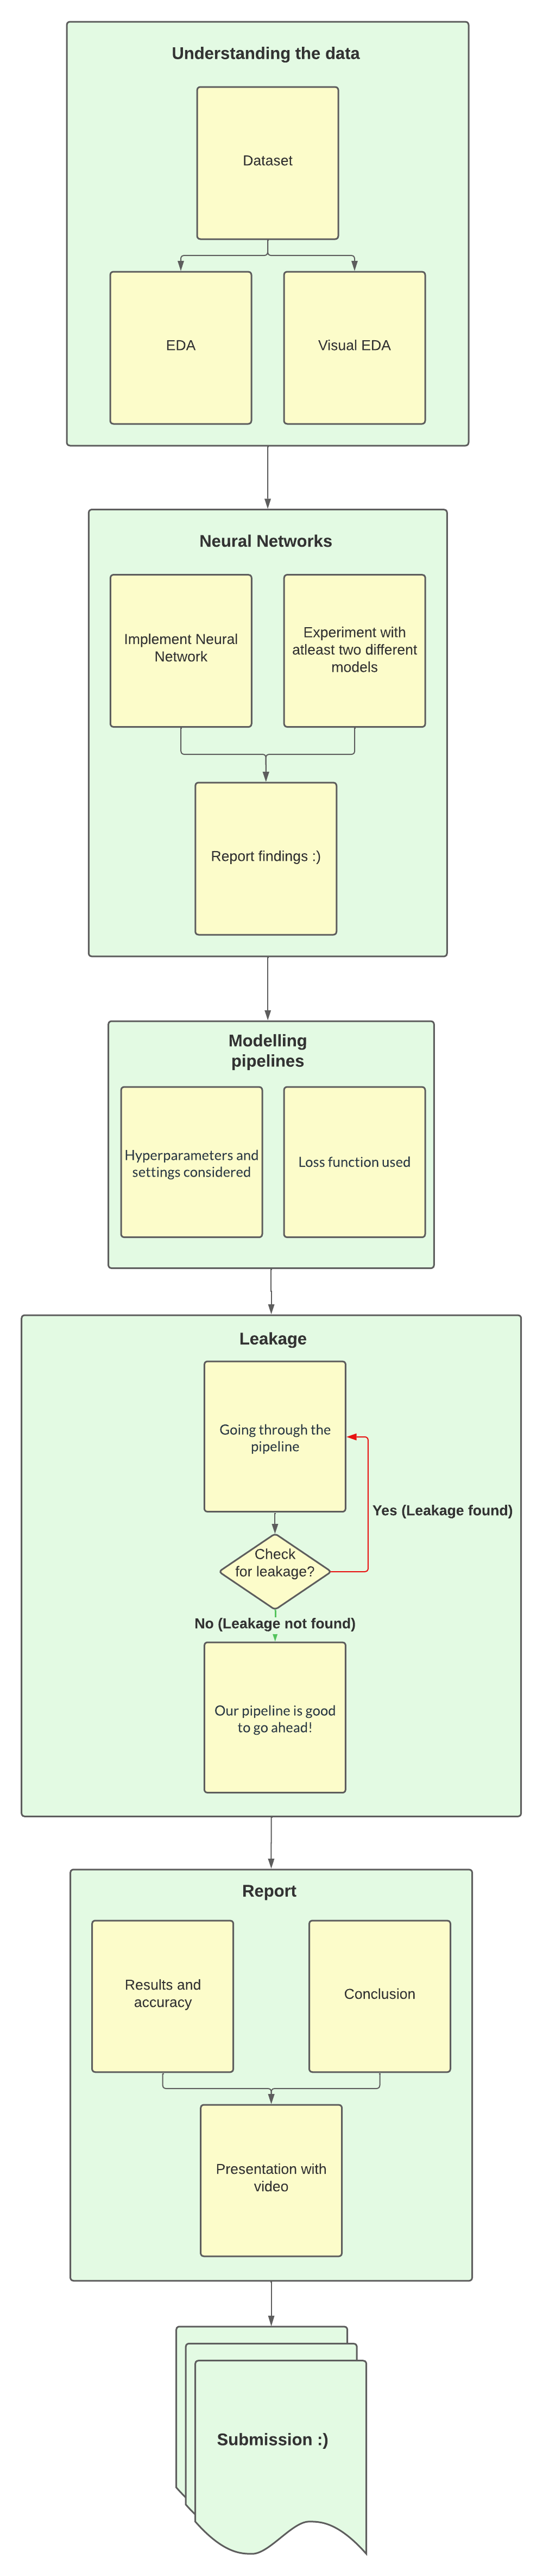 Understanding the data
Dataset
EDA
Visual EDA
Neural Networks
Implement Neural
Network
Experiment with
atleast two different
models
Report findings :)
Modelling
pipelines
Hyperparameters and
settings considered
Loss function used
Leakage
Going through the
pipeline
Yes (Leakage found)
Check
for leakage?
No (Leakage not found)
Our pipeline is good
to go ahead!
Report
Results and
accuracy
Conclusion
Presentation with
video
Submission :)